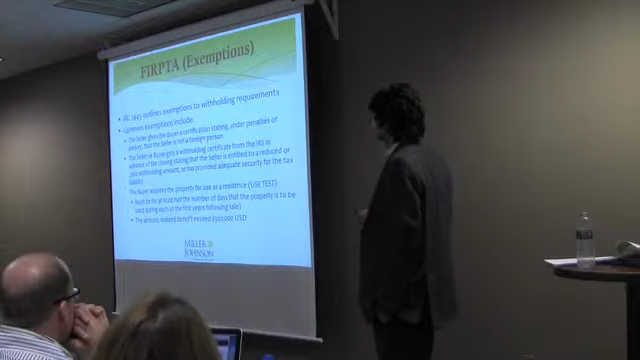 FIRPTA (Exemptions)
IRC 1445 outlines exemptions to withholding requirements
Common exemptions include:
The Seller gives the Buyer a certification stating, under penalties of
perjury, that the Seller is not a foreign person
The Seller or Buyer gets a withholding certificate from the IRS in
advance of the closing stating that the Seller is entitled to a reduced or
zero withholding amount, or tax provided adequate security for the tax
liability
The Buyer acquires the property for use as a residence (USE TEST)
Must be for at least half the number of days that the property is to be
used during each of the first years following sale)
The amount realized doesn't exceed $300,000 USD
MILLER
JOHNSON